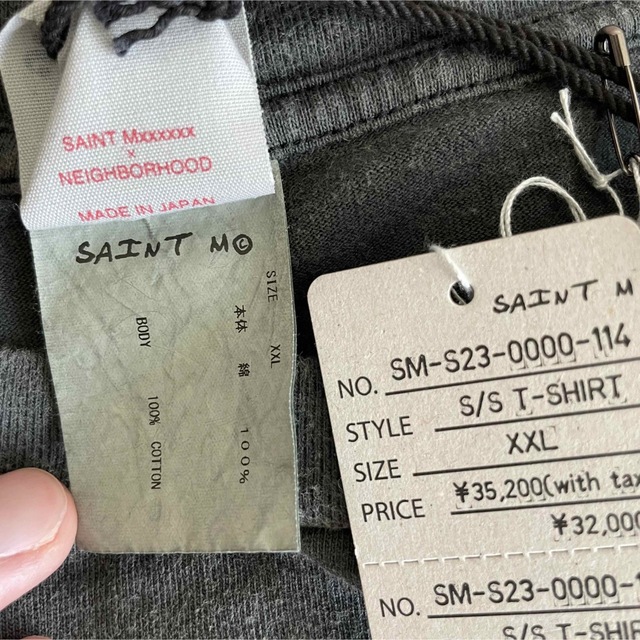 SAINT Mxxxxxx
×
NEIGHBORHOOD
MADE IN JAPAN
SAINT M©
SIZE XXL
本体 綿 100%
BODY 100% COTTON
SAINT M
NO. SM-S23-0000-114
STYLE S/S T-SHIRT
SIZE XXL
PRICE ¥35,200(with tax
¥32,000
NO. SM-S23-0000-1
S/S T-SHIR